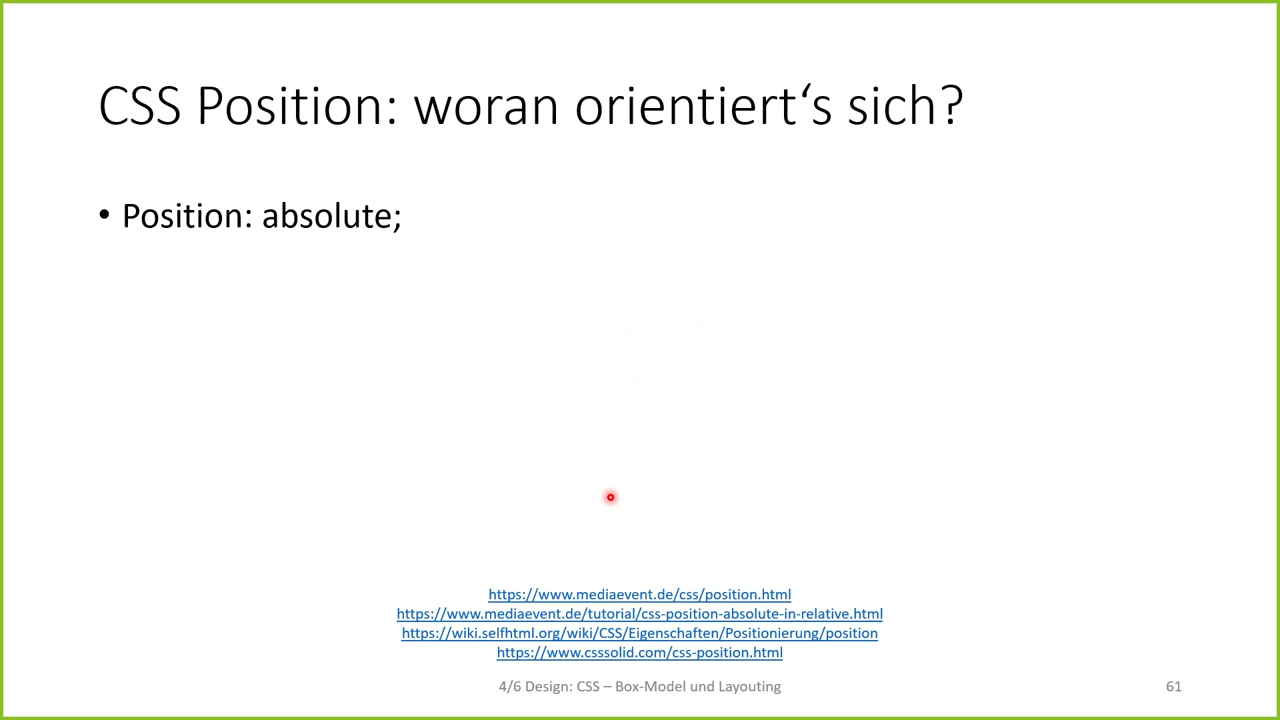 CSS Position: woran orientiert‘s sich?
• Position: absolute;
https://www.mediaevent.de/css/position.html
https://www.mediaevent.de/tutorial/css-position-absolute-in-relative.html
https://wiki.selfhtml.org/wiki/CSS/Eigenschaften/Positionierung/position
https://www.csssolid.com/css-position.html
4/6 Design: CSS – Box-Model und Layouting
61